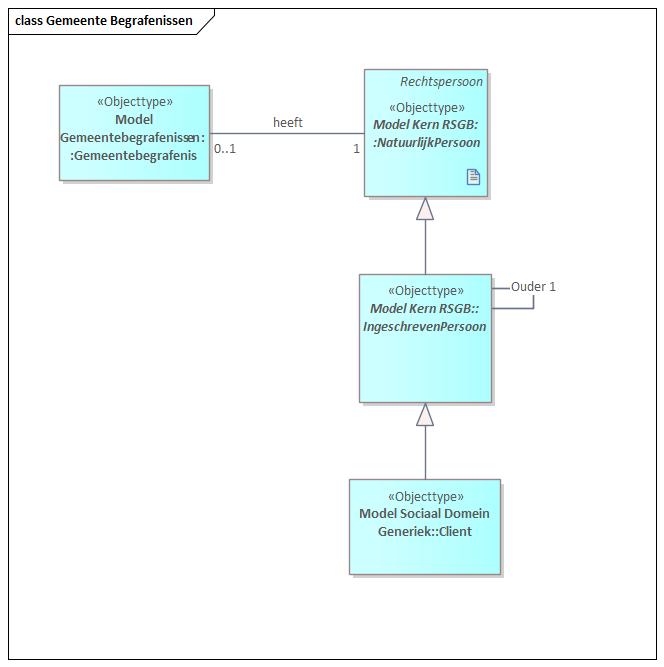 class Gemeente Begrafenissen
«Objecttype»
Model
Gemeentebegrafenissen:
:Gemeentebegrafenis
heeft
0..1
1
Rechtspersoon
«Objecttype»
Model Kern RSGB:
:NatuurlijkPersoon
«Objecttype»
Model Kern RSGB::
IngeschrevenPersoon
Ouder 1
«Objecttype»
Model Sociaal Domein
Generiek::Client